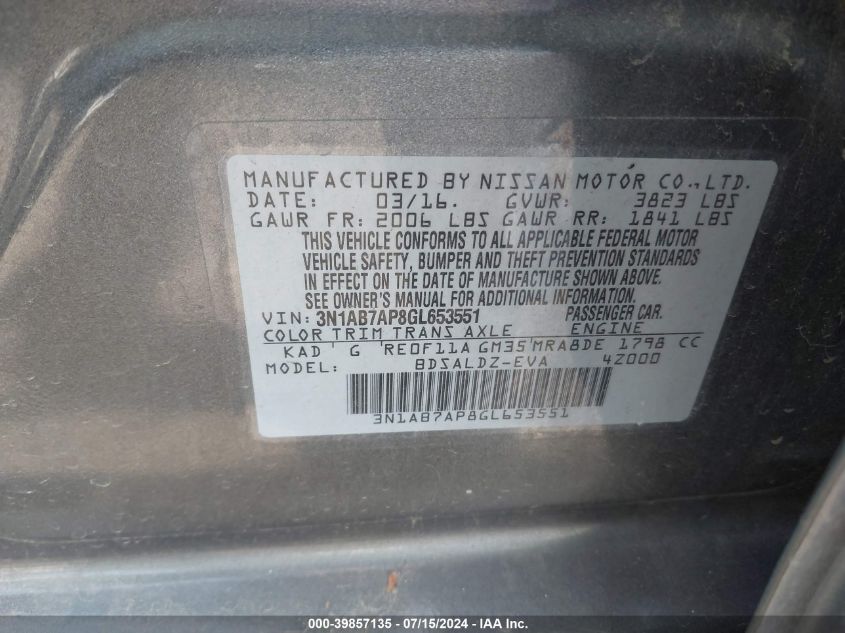 MANUFACTURED BY NISSAN MOTOR CO., LTD.
DATE: 03/16. GVWR: 3823 LBS
GAWR FR: 2006 LBS GAWR RR: 1841 LBS
THIS VEHICLE CONFORMS TO ALL APPLICABLE FEDERAL MOTOR
VEHICLE SAFETY, BUMPER AND THEFT PREVENTION STANDARDS
IN EFFECT ON THE DATE OF MANUFACTURE SHOWN ABOVE.
SEE OWNER'S MANUAL FOR ADDITIONAL INFORMATION.
VIN: 3N1AB7AP8GL653551 PASSENGER CAR.
COLOR TRIM TRANS AXLE ENGINE
KAD G RE0F11A GM35 MRA8DE 1798 CC
MODEL: BDSALDZ-EVA 4Z000
3N1AB7AP8GL653551
000-39857135 - 07/15/2024 - IAA, Inc.